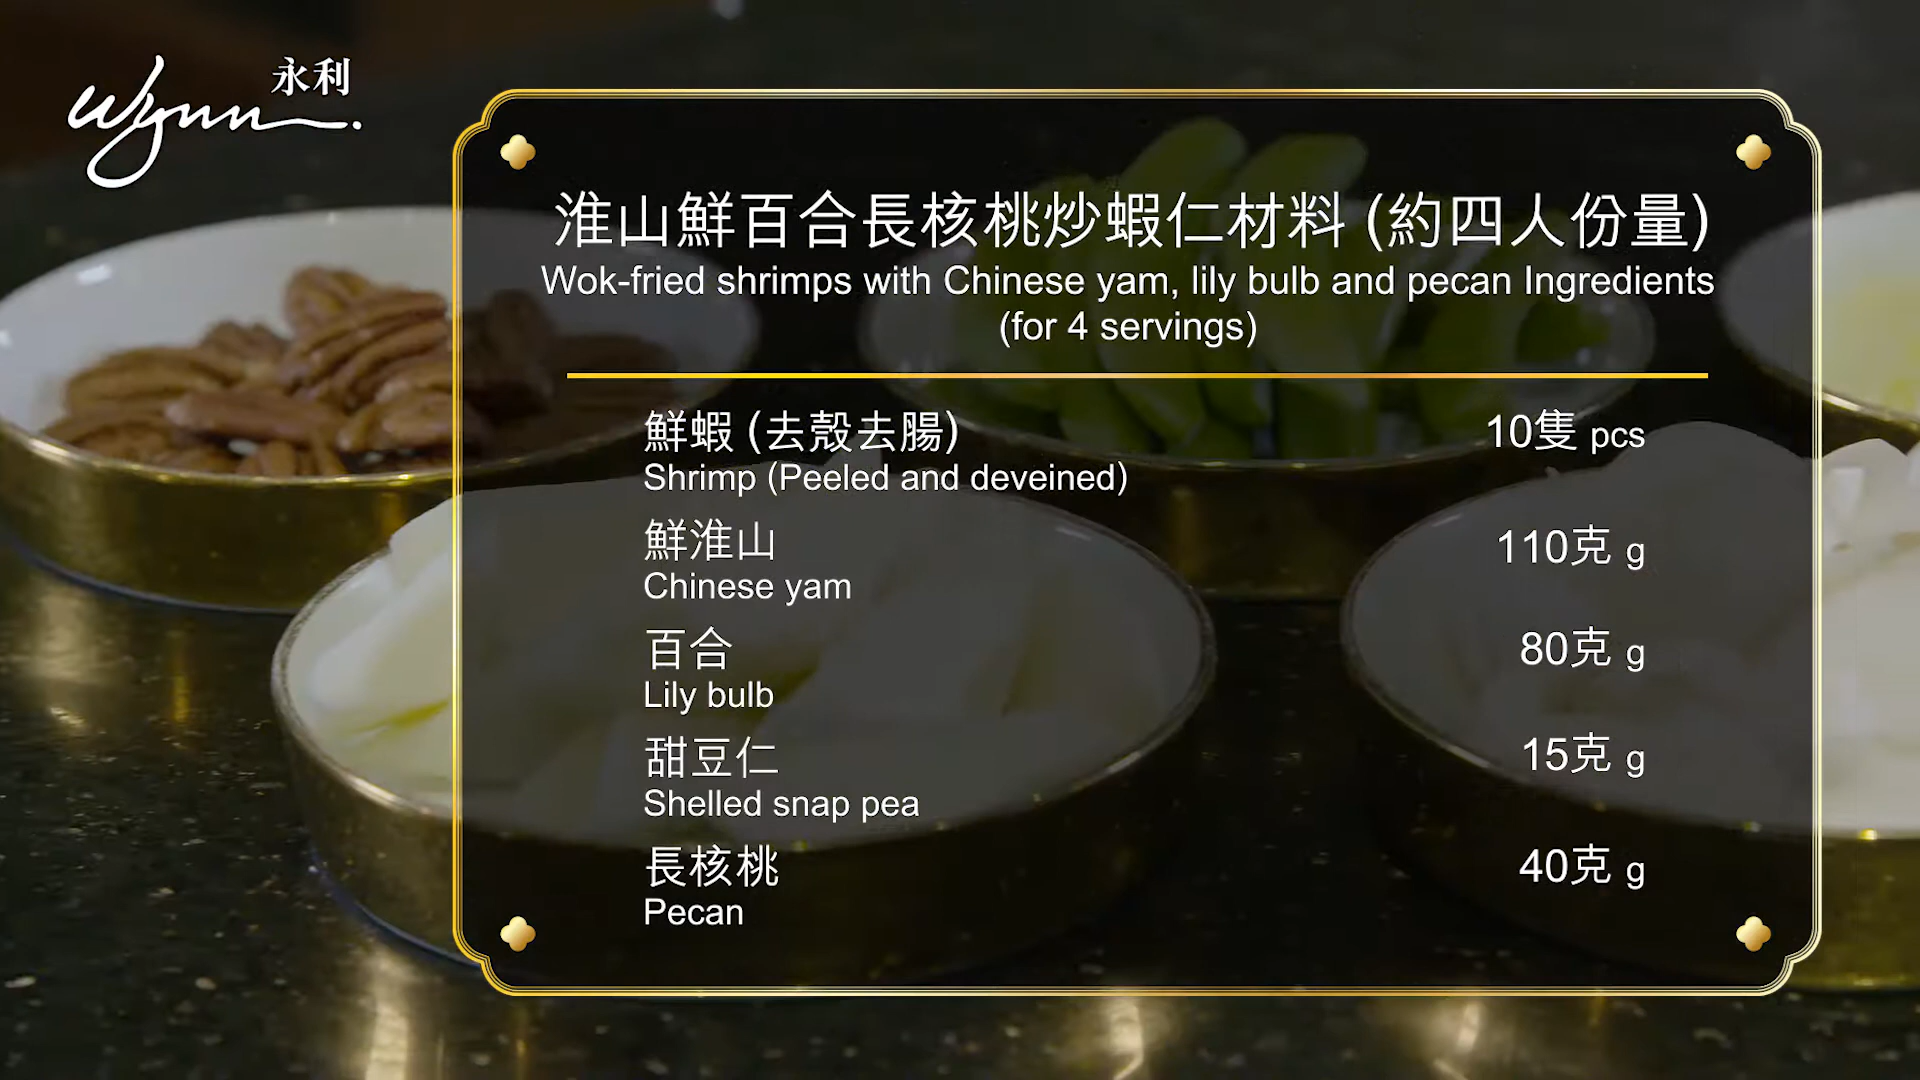 Wynn 永利
淮山鮮百合長核桃炒蝦仁材料 (約四人份量)
Wok-fried shrimps with Chinese yam, lily bulb and pecan Ingredients
(for 4 servings)
鮮蝦 (去殼去腸) 10隻 pcs
Shrimp (Peeled and deveined)
鮮淮山 110克 g
Chinese yam
百合 80克 g
Lily bulb
甜豆仁 15克 g
Shelled snap pea
長核桃 40克 g
Pecan